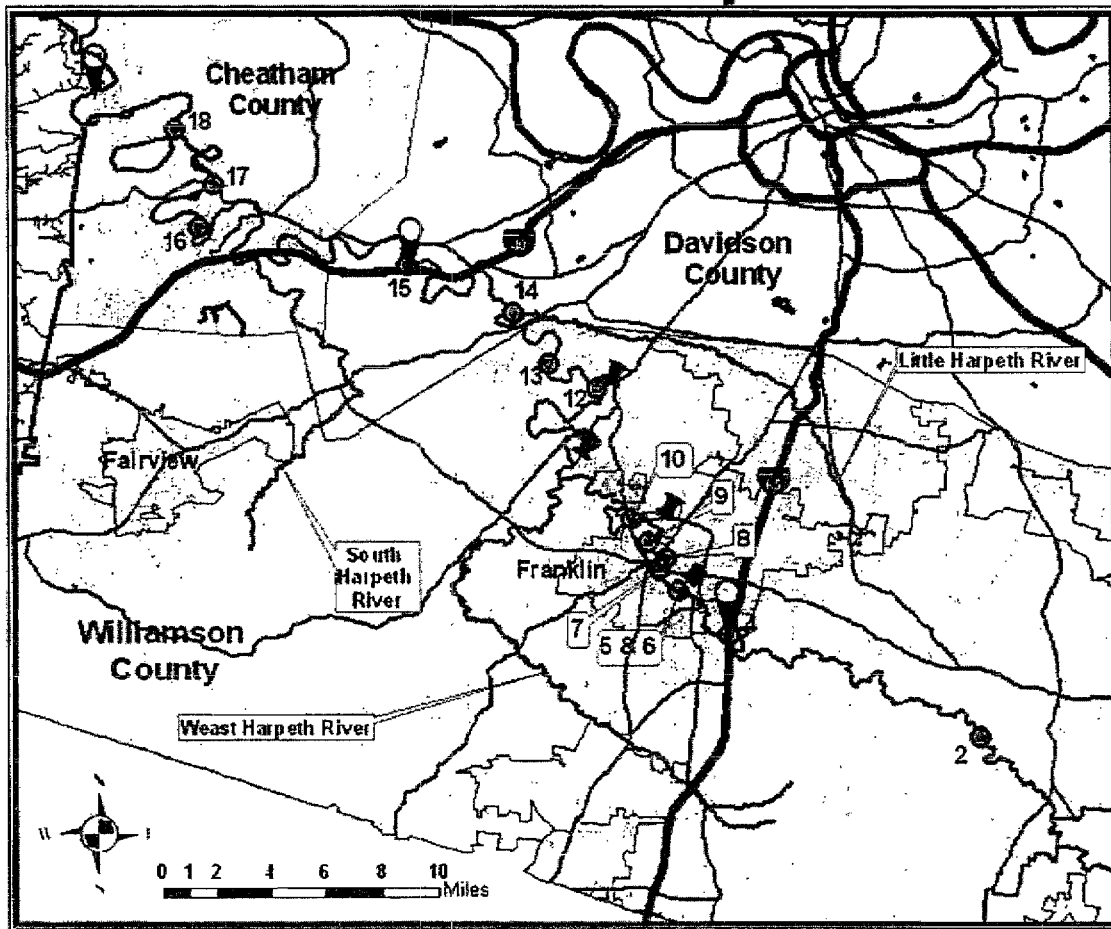 Cheatham
County
18
17
16
15
14
Davidson
County
13
12
Little Harpeth River
Fairview
10
9
8
South
Harpeth
River
Franklin
7
5 & 6
Williamson
County
Weast Harpeth River
2
0 1 2 4 6 8 10
Miles